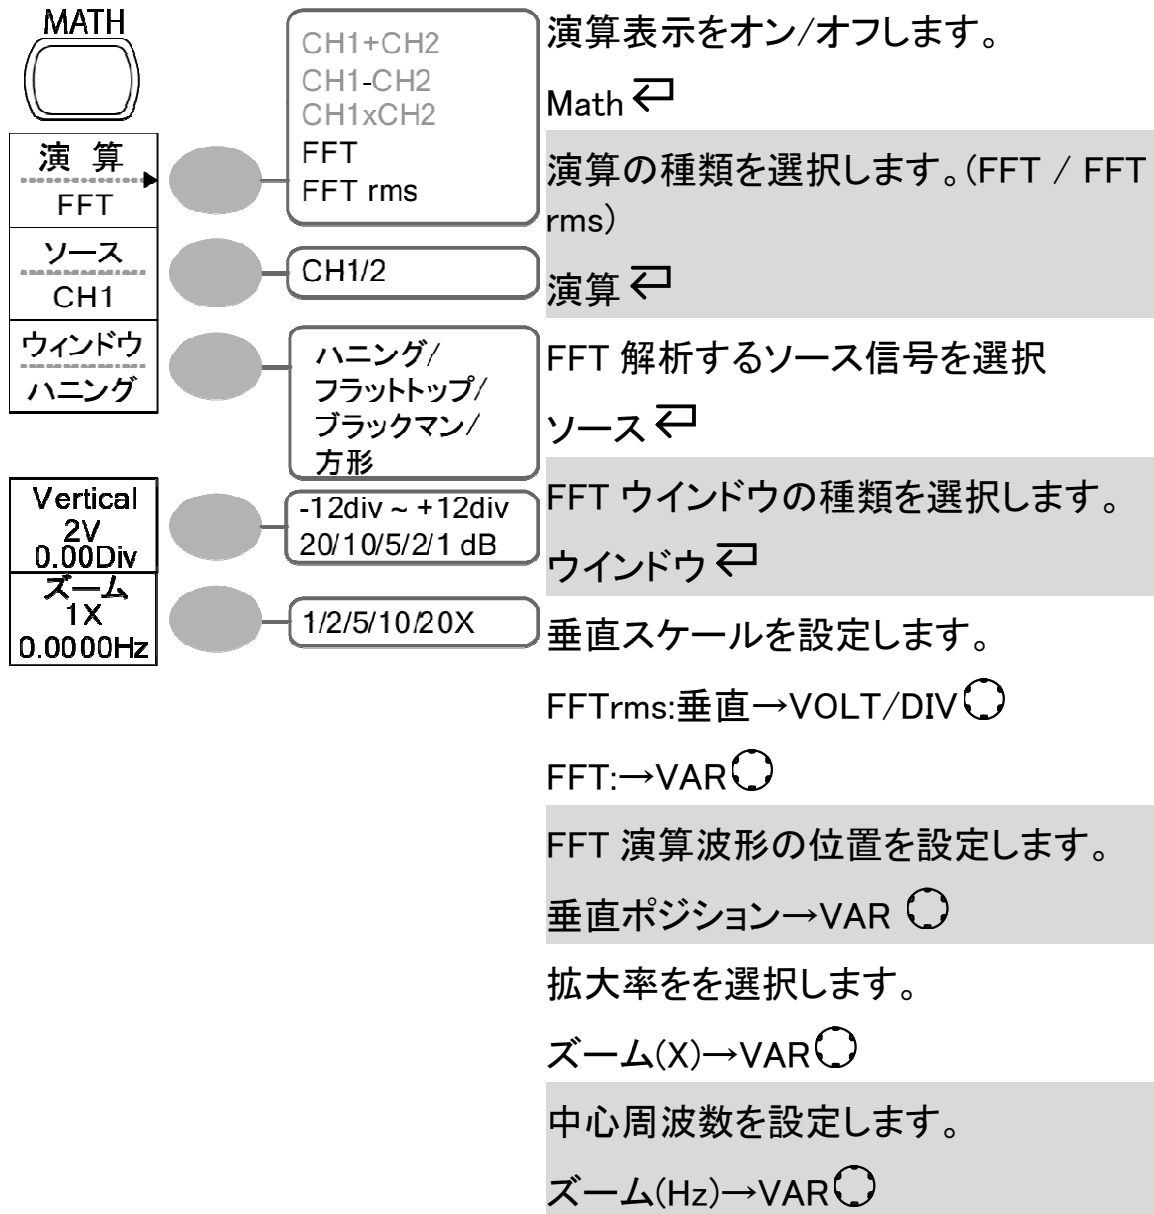 MATH
演 算
FFT
ソース
CH1
ウィンドウ
ハニング
Vertical
2V
0.00Div
ズーム
1X
0.0000Hz
CH1+CH2
CH1-CH2
CH1xCH2
FFT
FFT rms
CH1/2
ハニング/
フラットトップ/
ブラックマン/
方形
-12div ~ +12div
20/10/5/2/1 dB
1/2/5/10/20X
演算表示をオン/オフします。
Math
演算の種類を選択します。(FFT / FFT
rms)
演算
FFT 解析するソース信号を選択
ソース
FFT ウインドウの種類を選択します。
ウインドウ
垂直スケールを設定します。
FFTrms:垂直→VOLT/DIV
FFT:→VAR
FFT 演算波形の位置を設定します。
垂直ポジション→VAR
拡大率をを選択します。
ズーム(X)→VAR
中心周波数を設定します。
ズーム(Hz)→VAR